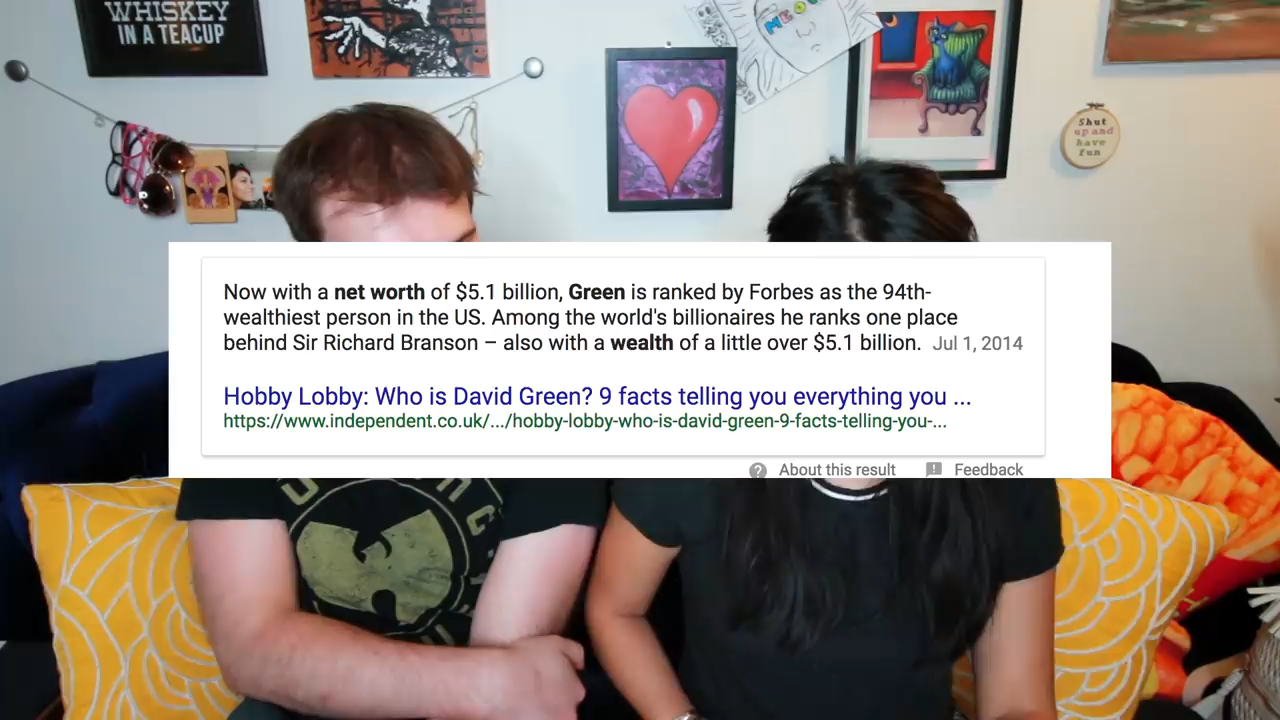 WHISKEY
IN A TEACUP
MEOW
Shut
up and
have
fun
Now with a net worth of $5.1 billion, Green is ranked by Forbes as the 94th-
wealthiest person in the US. Among the world's billionaires he ranks one place
behind Sir Richard Branson – also with a wealth of a little over $5.1 billion. Jul 1, 2014
Hobby Lobby: Who is David Green? 9 facts telling you everything you ...
https://www.independent.co.uk/.../hobby-lobby-who-is-david-green-9-facts-telling-you-...
About this result
Feedback